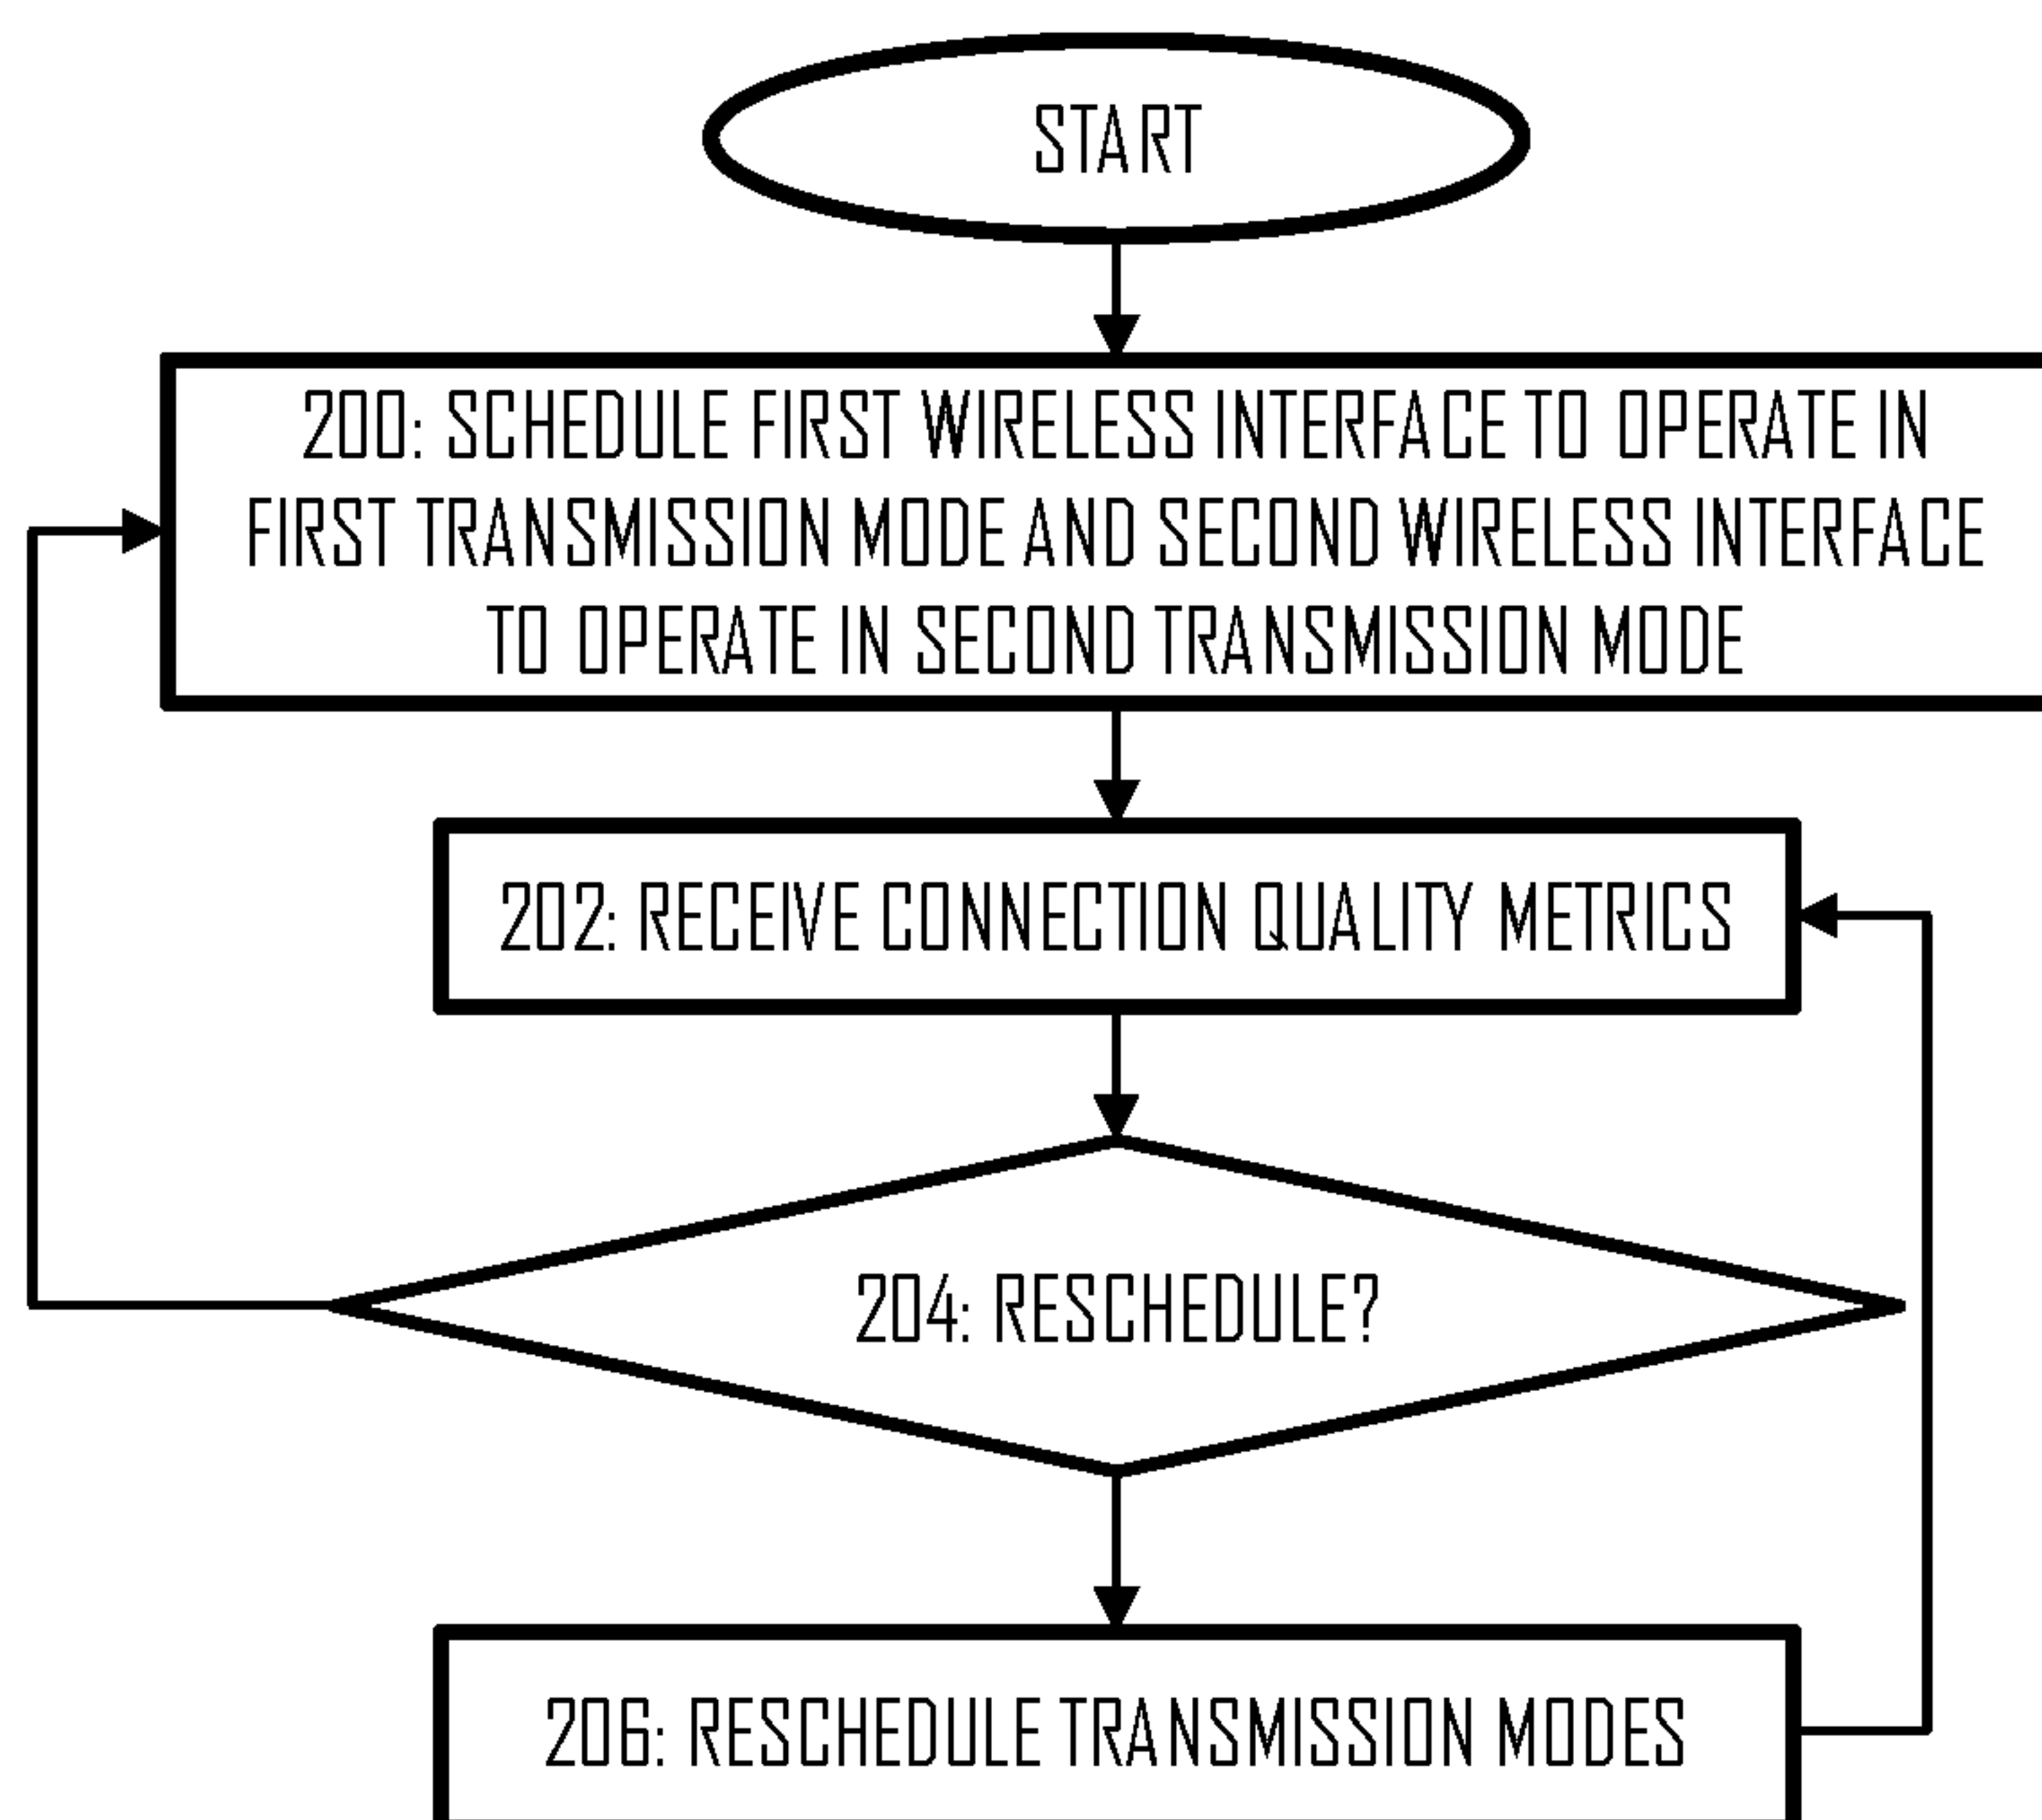 START
200: SCHEDULE FIRST WIRELESS INTERFACE TO OPERATE IN
FIRST TRANSMISSION MODE AND SECOND WIRELESS INTERFACE
TO OPERATE IN SECOND TRANSMISSION MODE
202: RECEIVE CONNECTION QUALITY METRICS
204: RESCHEDULE?
206: RESCHEDULE TRANSMISSION MODES